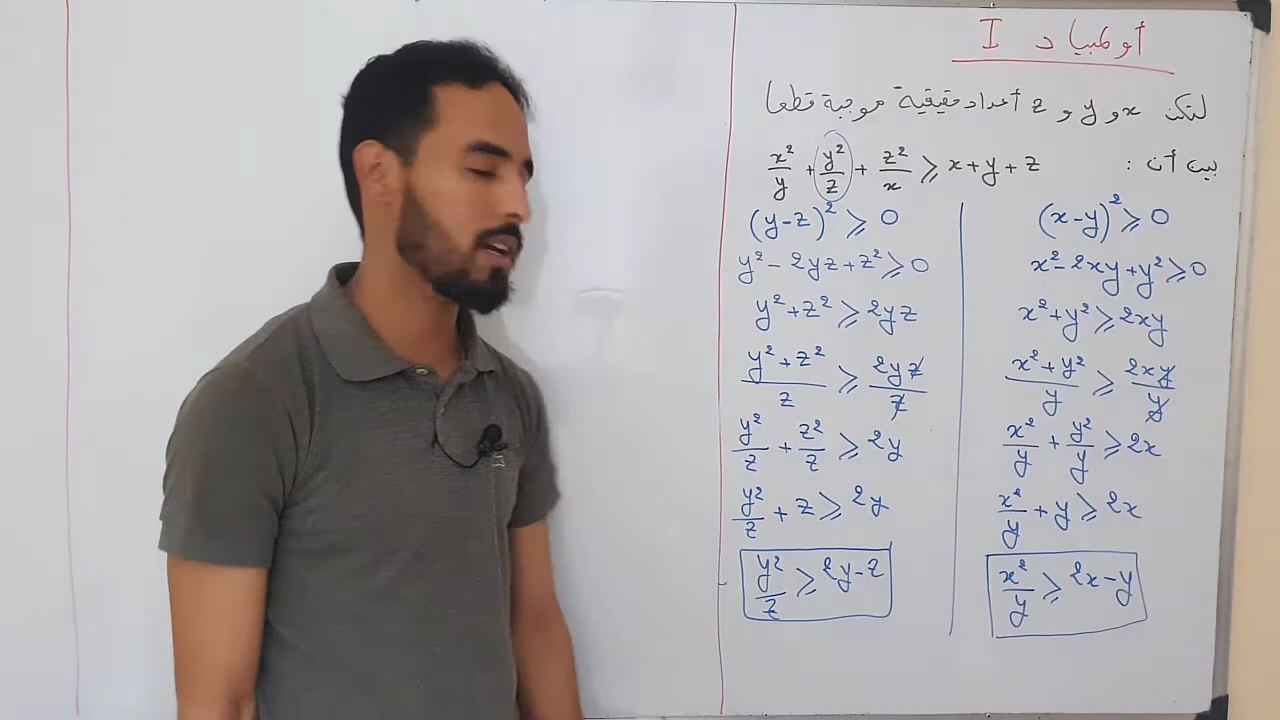 أولمبياد I
لتكن x و y و z أعداد حقيقية موجبة قطعا
بين أن : x²/y + y²/z + z²/x ⩾ x+y+z
(x-y)² ⩾ 0
x²-2xy+y² ⩾ 0
x²+y² ⩾ 2xy
(x²+y²)/y ⩾ 2xy/y
x²/y + y²/y ⩾ 2x
x²/y + y ⩾ 2x
x²/y ⩾ 2x-y
(y-z)² ⩾ 0
y²-2yz+z² ⩾ 0
y²+z² ⩾ 2yz
(y²+z²)/z ⩾ 2yz/z
y²/z + z²/z ⩾ 2y
y²/z + z ⩾ 2y
y²/z ⩾ 2y-z